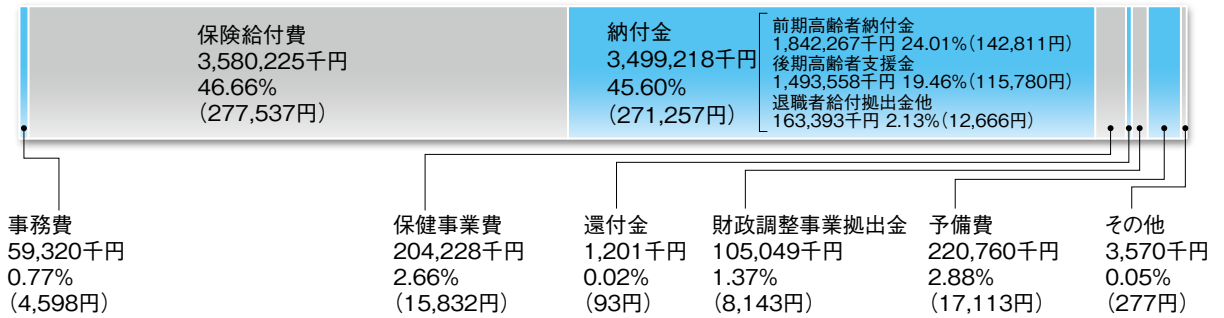 保険給付費
3,580,225千円
46.66%
(277,537円)
納付金
3,499,218千円
45.60%
(271,257円)
前期高齢者納付金
1,842,267千円 24.01%(142,811円)
後期高齢者支援金
1,493,558千円 19.46%(115,780円)
退職者給付拠出金他
163,393千円 2.13%(12,666円)
事務費
59,320千円
0.77%
(4,598円)
保健事業費
204,228千円
2.66%
(15,832円)
還付金
1,201千円
0.02%
(93円)
財政調整事業拠出金
105,049千円
1.37%
(8,143円)
予備費
220,760千円
2.88%
(17,113円)
その他
3,570千円
0.05%
(277円)